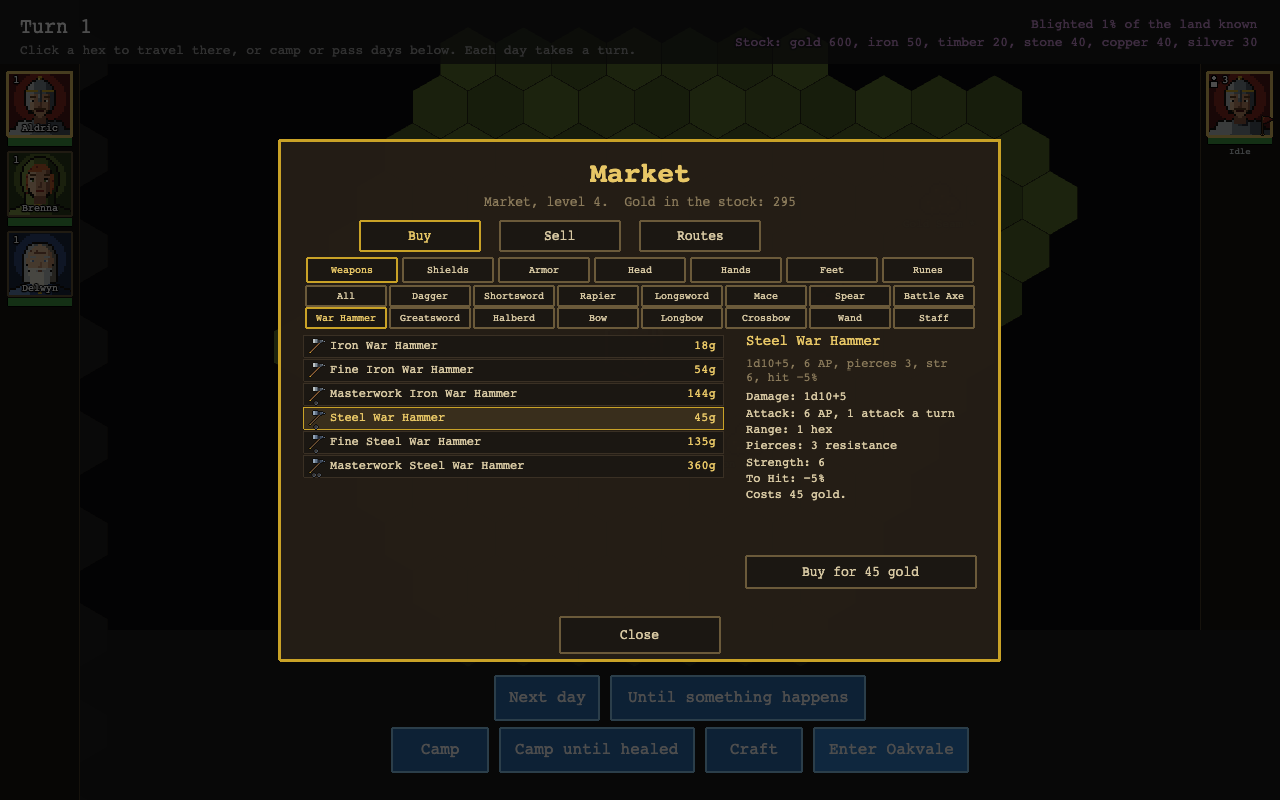 Turn 1
Click a hex to travel there, or camp or pass days below. Each day takes a turn.
Blighted 1% of the land known
Stock: gold 600, iron 50, timber 20, stone 40, copper 40, silver 30
1
Aldric
1
Brenna
1
Delwyn
3
Idle
Market
Market, level 4. Gold in the stock: 295
Buy Sell Routes
Weapons Shields Armor Head Hands Feet Runes
All Dagger Shortsword Rapier Longsword Mace Spear Battle Axe
War Hammer Greatsword Halberd Bow Longbow Crossbow Wand Staff
Iron War Hammer 18g
Fine Iron War Hammer 54g
Masterwork Iron War Hammer 144g
Steel War Hammer 45g
Fine Steel War Hammer 135g
Masterwork Steel War Hammer 360g
Steel War Hammer
1d10+5, 6 AP, pierces 3, str
6, hit −5%
Damage: 1d10+5
Attack: 6 AP, 1 attack a turn
Range: 1 hex
Pierces: 3 resistance
Strength: 6
To Hit: −5%
Costs 45 gold.
Buy for 45 gold
Close
Next day Until something happens
Camp Camp until healed Craft Enter Oakvale